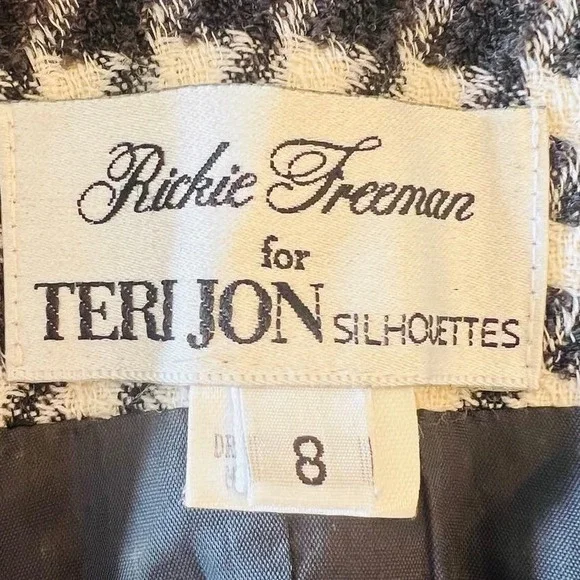 Rickie Freeman
for
TERI JON SILHOUETTES
8